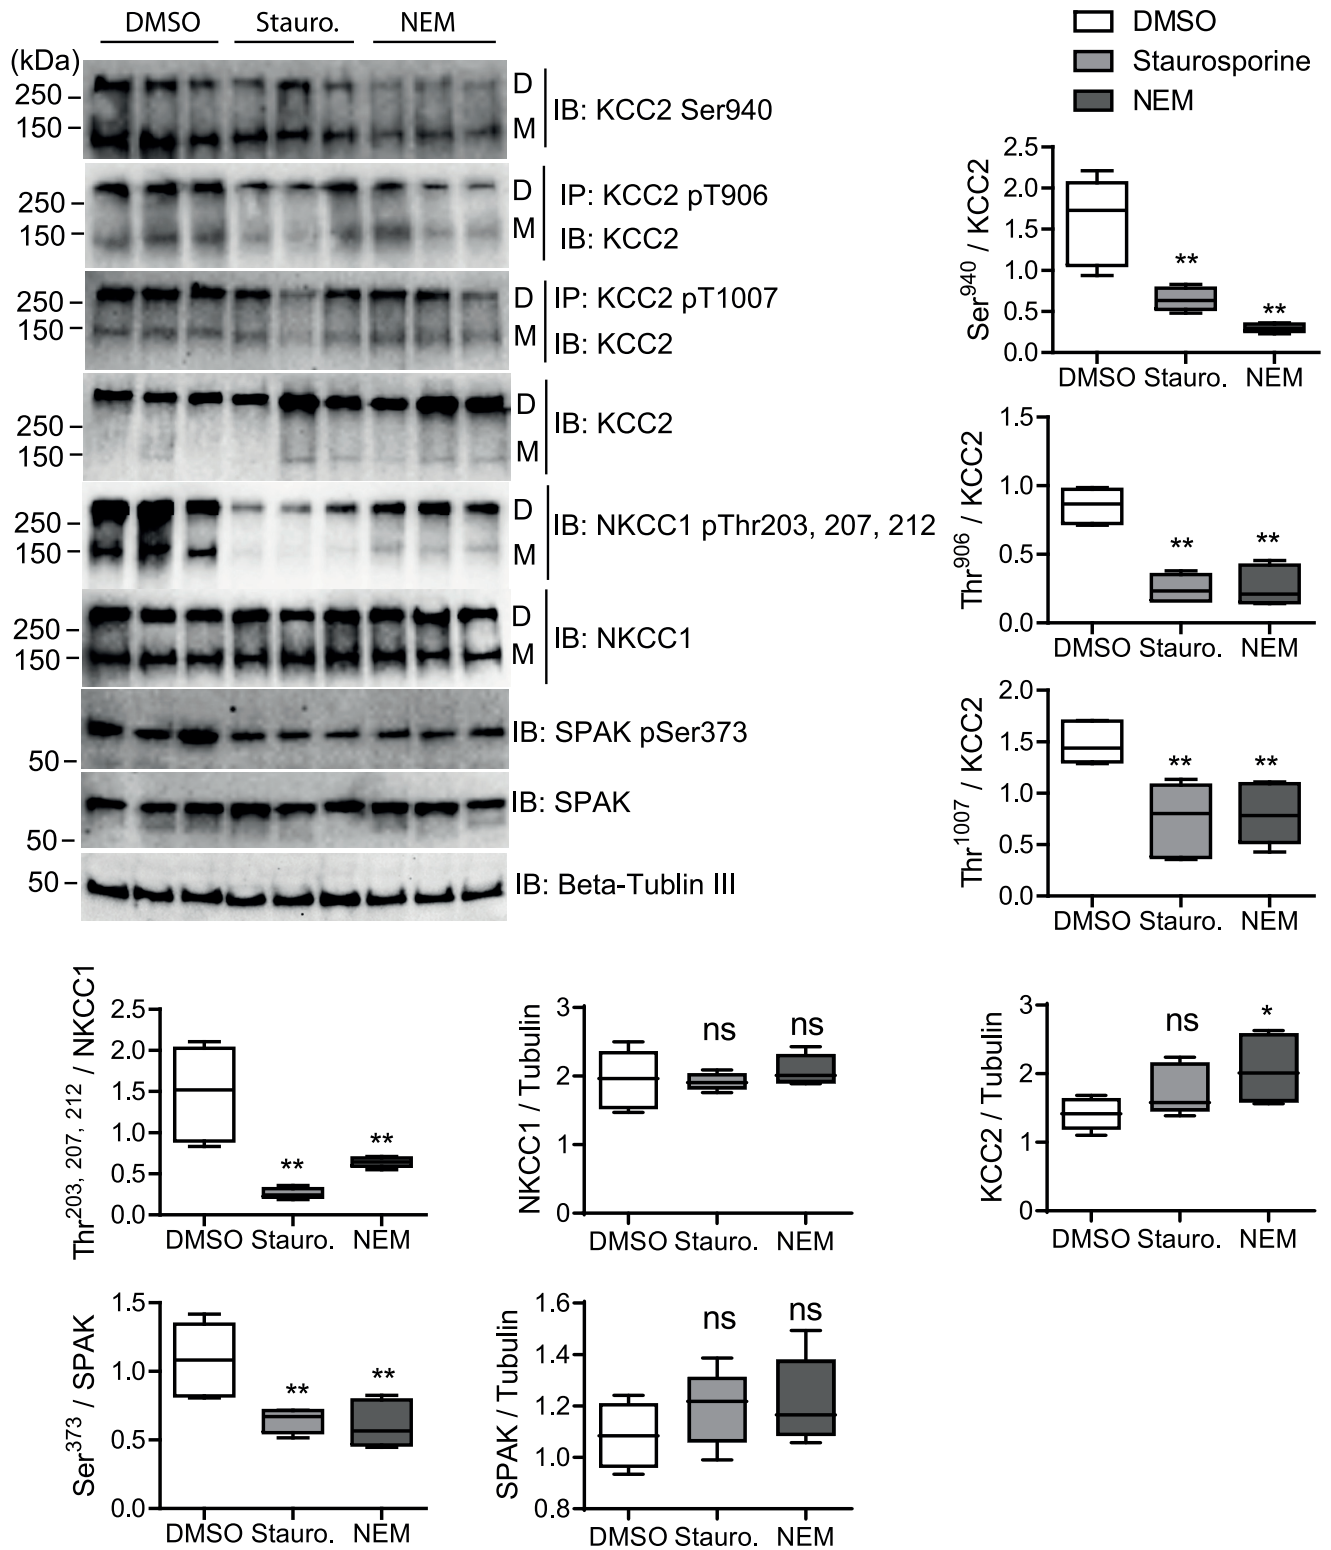 DMSO Stauro. NEM
(kDa)
250
150
D
M
IB: KCC2 Ser940
250
150
D
M
IP: KCC2 pT906
IB: KCC2
250
150
D
M
IP: KCC2 pT1007
IB: KCC2
250
150
D
M
IB: KCC2
250
150
D
M
IB: NKCC1 pThr203, 207, 212
250
150
D
M
IB: NKCC1
50
IB: SPAK pSer373
50
IB: SPAK
50
IB: Beta-Tublin III
DMSO
Staurosporine
NEM
Ser940 / KCC2
2.5
2.0
1.5
1.0
0.5
0.0
**
**
DMSO Stauro. NEM
Thr906 / KCC2
1.5
1.0
0.5
0.0
** **
DMSO Stauro. NEM
Thr1007 / KCC2
2.0
1.5
1.0
0.5
0.0
** **
DMSO Stauro. NEM
Thr203, 207, 212 / NKCC1
2.5
2.0
1.5
1.0
0.5
0.0
**
**
DMSO Stauro. NEM
NKCC1 / Tubulin
3
2
1
0
ns ns
DMSO Stauro. NEM
KCC2 / Tubulin
3
2
1
0
ns *
DMSO Stauro. NEM
Ser373 / SPAK
1.5
1.0
0.5
0.0
** **
DMSO Stauro. NEM
SPAK / Tubulin
1.6
1.4
1.2
1.0
0.8
ns ns
DMSO Stauro. NEM